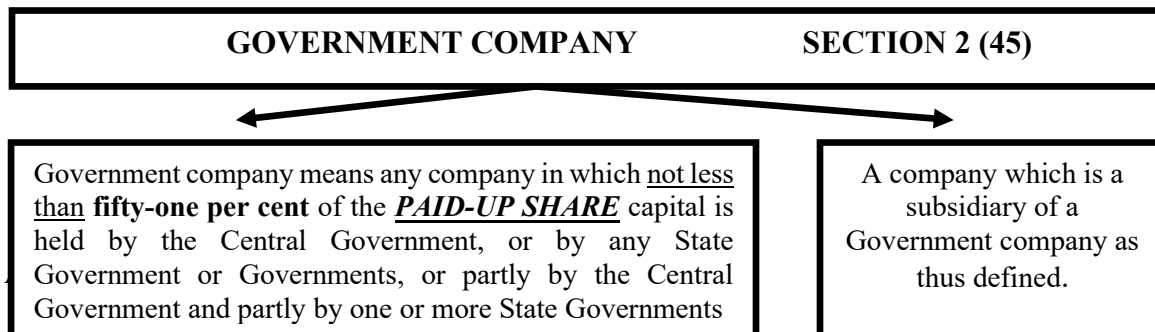 GOVERNMENT COMPANY SECTION 2 (45)
Government company means any company in which not less
than fifty-one per cent of the PAID-UP SHARE capital is
held by the Central Government, or by any State
Government or Governments, or partly by the Central
Government and partly by one or more State Governments
A company which is a
subsidiary of a
Government company as
thus defined.